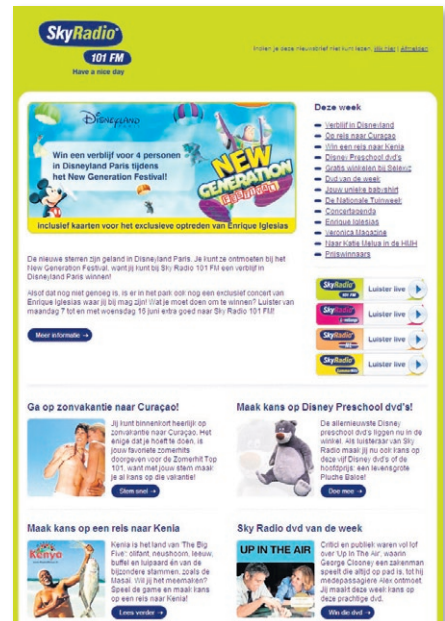 SkyRadio
101 FM
Have a nice day
Indien je deze nieuwsbrief niet kunt lezen, klik hier | Afmelden
DISNEYLAND
Win een verblijf voor 4 personen
in Disneyland Paris tijdens
het New Generation Festival!
NEW
GENERATION
FESTIVAL
Inclusief kaarten voor het exclusieve optreden van Enrique Iglesias
De nieuwe sterren zijn geland in Disneyland Paris. Je kunt ze ontmoeten bij het
New Generation Festival, want jij kunt bij Sky Radio 101 FM een verblijf in
Disneyland Paris winnen!
Alsof dat nog niet genoeg is, is er in het park ook nog een exclusief concert van
Enrique Iglesias waar jij bij mag zijn! Wat je moet doen om te winnen? Luister van
maandag 7 tot en met woensdag 16 juni extra goed naar Sky Radio 101 FM!
Meer informatie
Deze week
Verblijf in Disneyland
Op reis naar Curaçao
Win een reis naar Kenia
Disney Preschool dvd's
Gratis winkelen bij Selexyz
Dvd van de week
Jouw unieke babyshirt
De Nationale Tuinweek
Concertagenda
Enrique Iglesias
Veronica Magazine
Naar Katie Melua in de HMH
Prijswinnaars
SkyRadio
101 FM
Luister live
SkyRadio
Luister live
SkyRadio
Luister live
SkyRadio
Luister live
Ga op zonvakantie naar Curaçao!
Jij kunt binnenkort heerlijk op
zonvakantie naar Curaçao. Het
enige dat je hoeft te doen, is
jouw favoriete zomerhits
doorgeven voor de Zomerhit Top
101, want met jouw stem maak
je al kans op die vakantie!
Stem snel
Maak kans op Disney Preschool dvd's!
De allernieuwste Disney
preschool dvd's liggen nu in de
winkel. Als luisteraar van Sky
Radio maak jij nu ook kans op
deze vijf Disney dvd's of de
hoofdprijs: een levensgrote
Pluche Baloe!
Doe mee
Maak kans op een reis naar Kenia
Kenya
Kenia is het land van 'The Big
Five': olifant, neushoorn, leeuw,
buffel en luipaard én van de
bijzondere stammen, zoals de
Masai. Wil jij het meemaken?
Speel de game en maak kans
op een reis naar Kenia!
Lees verder
Sky Radio dvd van de week
UP IN THE AIR
Critici en publiek waren vol lof
over 'Up In The Air', waarin
George Clooney een zakenman
speelt die altijd op pad is, tot hij
medepassagiere Alex ontmoet.
Jij maakt deze week kans op
deze prachtige dvd.
Win die dvd